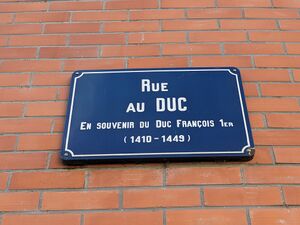 RUE
AU DUC
EN SOUVENIR DU DUC FRANÇOIS 1ER
(1410-1449)